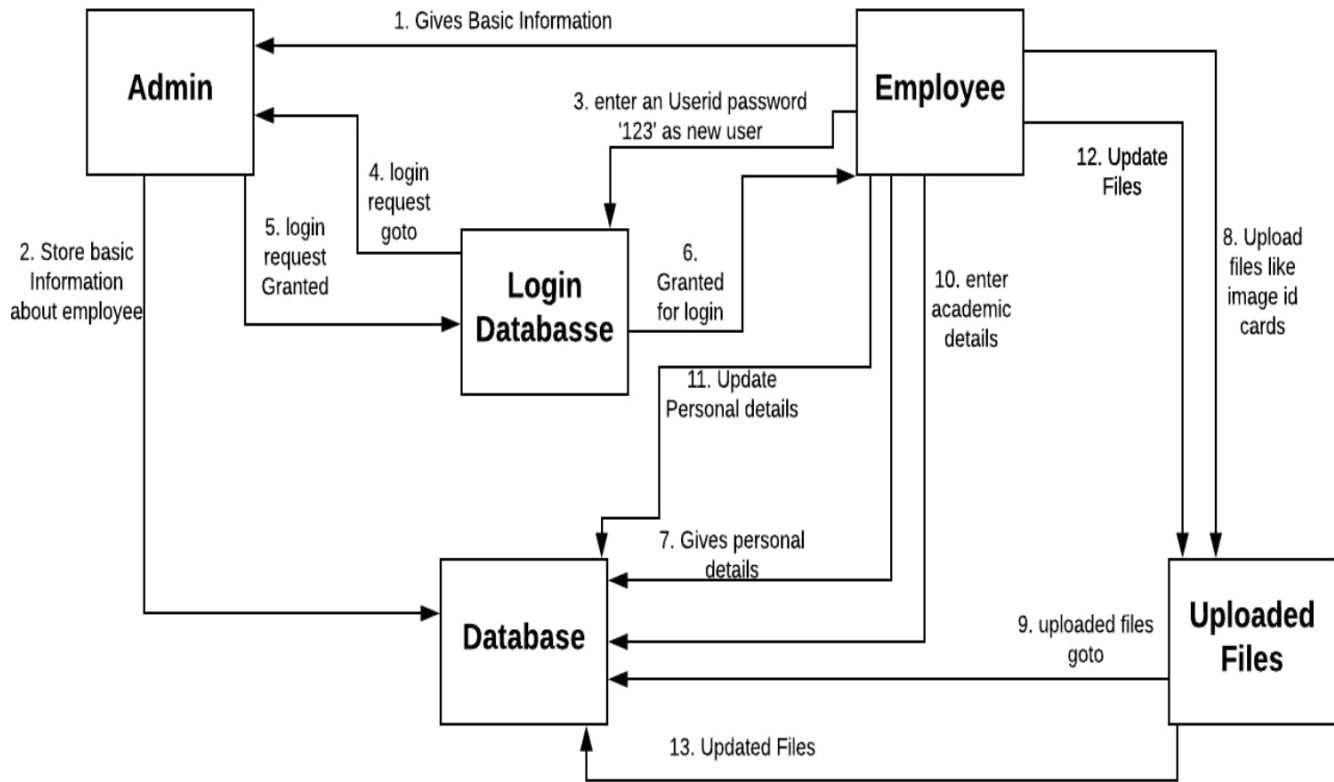 1. Gives Basic Information
Admin
Employee
3. enter an Userid password
'123' as new user
12. Update
Files
4. login
request
goto
5. login
request
Granted
2. Store basic
Information
about employee
6.
Granted
for login
8. Upload
files like
image id
cards
10. enter
academic
details
Login
Databasse
11. Update
Personal details
7. Gives personal
details
Database
9. uploaded files
goto
Uploaded
Files
13. Updated Files